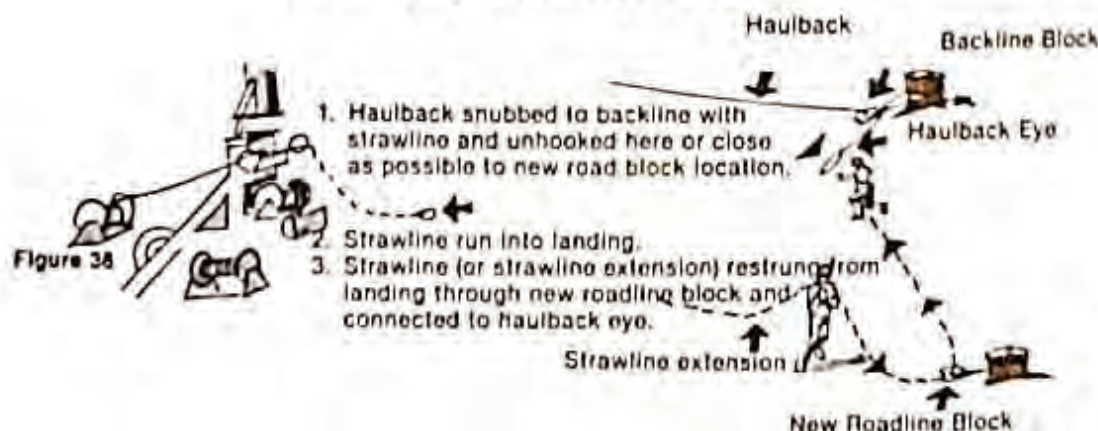 Haulback
Backline Block
1. Haulback snubbed to backline with
strawline and unhooked here or close
as possible to new road block location.
Haulback Eye
2. Strawline run into landing.
Figure 38
3. Strawline (or strawline extension) restrung from
landing through new roadline block and
connected to haulback eye.
Strawline extension
New Roadline Block